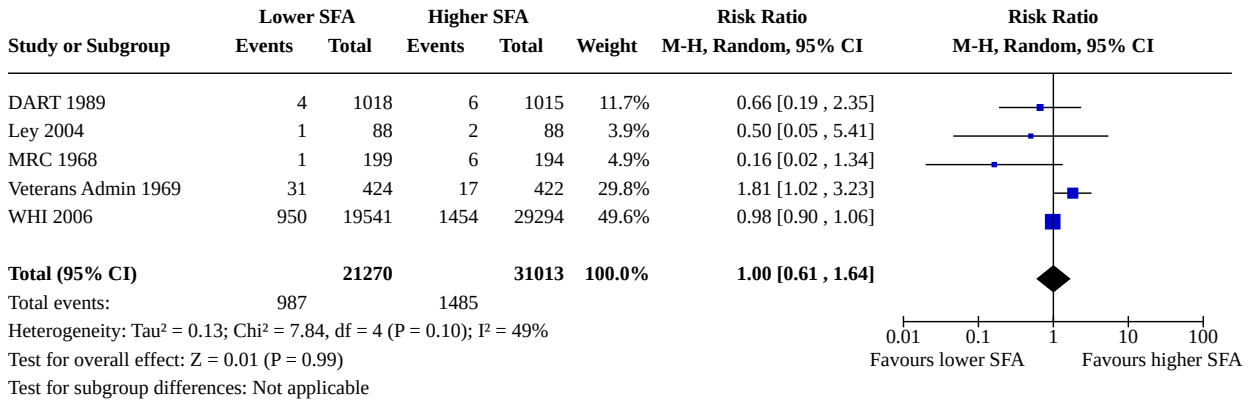 Lower SFA Higher SFA Risk Ratio Risk Ratio
Study or Subgroup Events Total Events Total Weight M-H, Random, 95% CI M-H, Random, 95% CI
DART 1989 4 1018 6 1015 11.7% 0.66 [0.19 , 2.35]
Ley 2004 1 88 2 88 3.9% 0.50 [0.05 , 5.41]
MRC 1968 1 199 6 194 4.9% 0.16 [0.02 , 1.34]
Veterans Admin 1969 31 424 17 422 29.8% 1.81 [1.02 , 3.23]
WHI 2006 950 19541 1454 29294 49.6% 0.98 [0.90 , 1.06]
Total (95% CI) 21270 31013 100.0% 1.00 [0.61 , 1.64]
Total events: 987 1485
Heterogeneity: Tau² = 0.13; Chi² = 7.84, df = 4 (P = 0.10); I² = 49%
0.01 0.1 1 10 100
Test for overall effect: Z = 0.01 (P = 0.99) Favours lower SFA Favours higher SFA
Test for subgroup differences: Not applicable